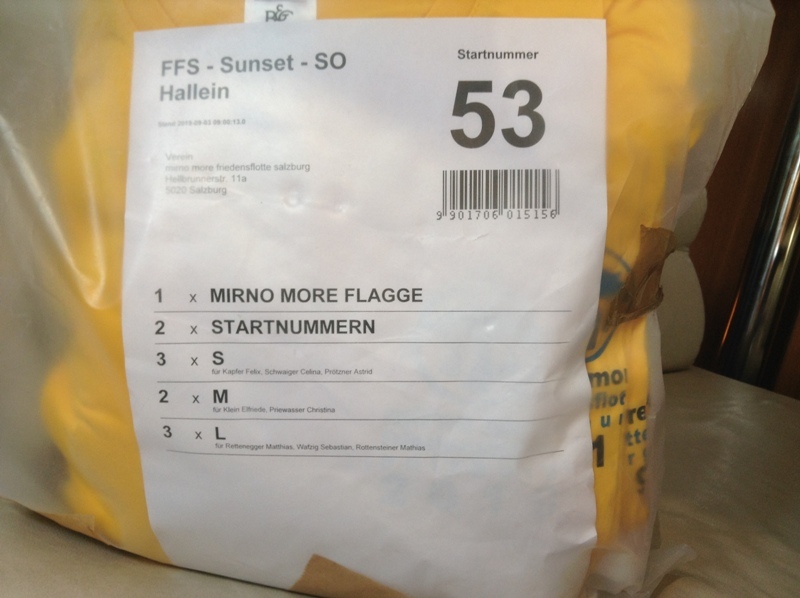 FFS - Sunset - SO
Hallein
Startnummer
53
Verein
mirno more friedensflotte salzburg
Heilbrunnerstr. 11a
5020 Salzburg
9 901706 015156
1 x MIRNO MORE FLAGGE
2 x STARTNUMMERN
3 x S
für Kapfer Felix, Schwaiger Celina, Prötzner Astrid
2 x M
für Klein Elfriede, Priewasser Christina
3 x L
für Rettenegger Matthias, Watzig Sebastian, Rottensteiner Mathias